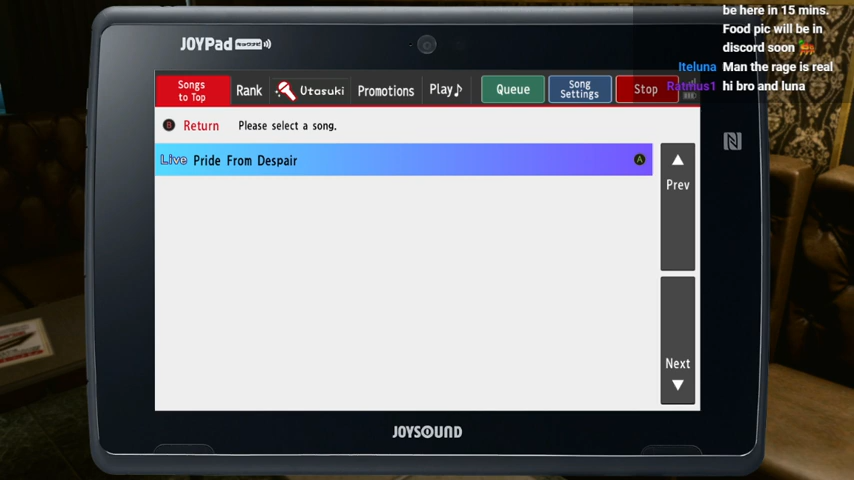 be here in 15 mins.
Food pic will be in
discord soon
Iteluna Man the rage is real
Ratmus1 hi bro and luna
JOYPad
Songs to Top
Rank
Utasuki
Promotions
Play♪
Queue
Song Settings
Stop
B Return Please select a song.
Live Pride From Despair A
▲
Prev
Next
▼
JOYSOUND